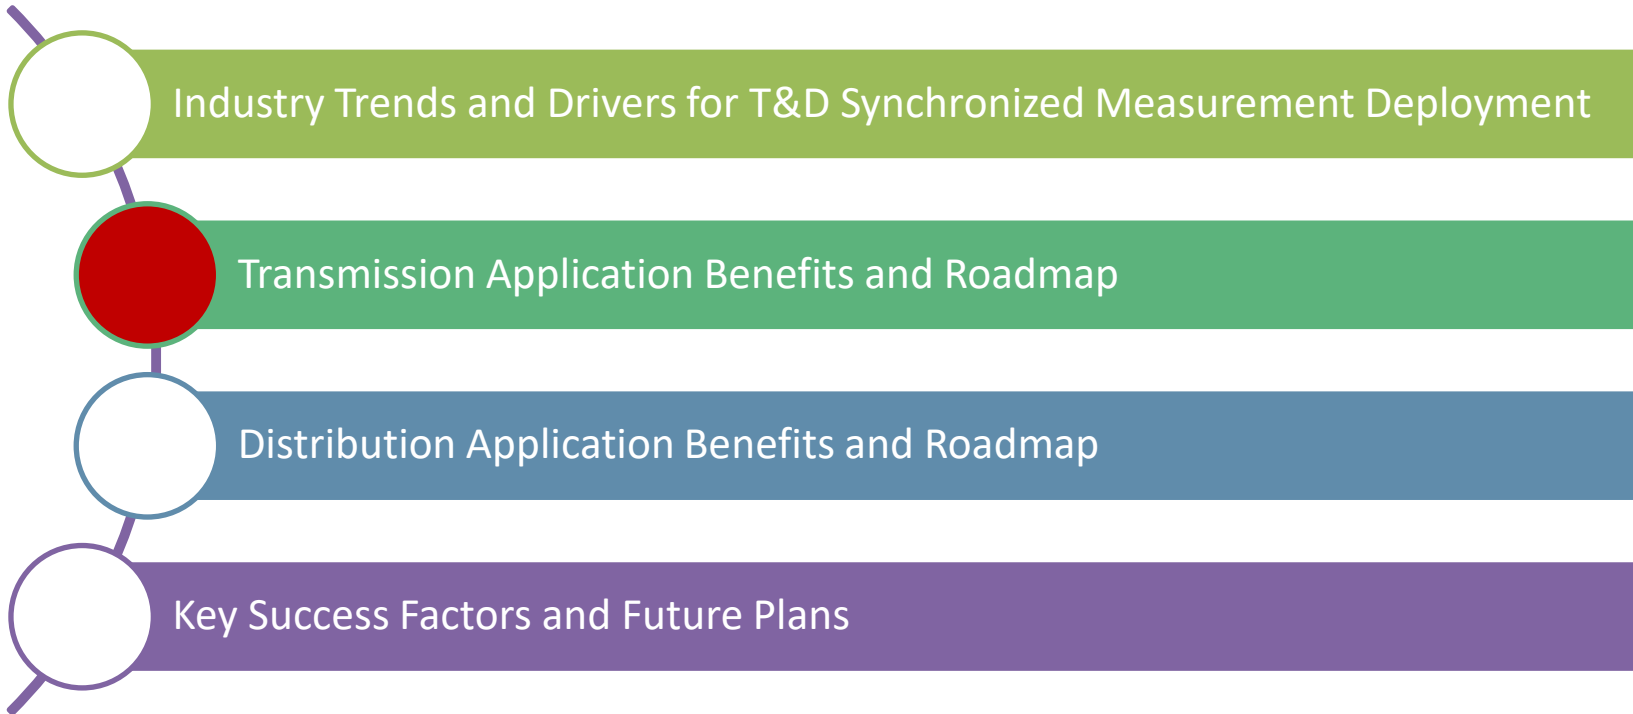 Industry Trends and Drivers for T&D Synchronized Measurement Deployment
Transmission Application Benefits and Roadmap
Distribution Application Benefits and Roadmap
Key Success Factors and Future Plans